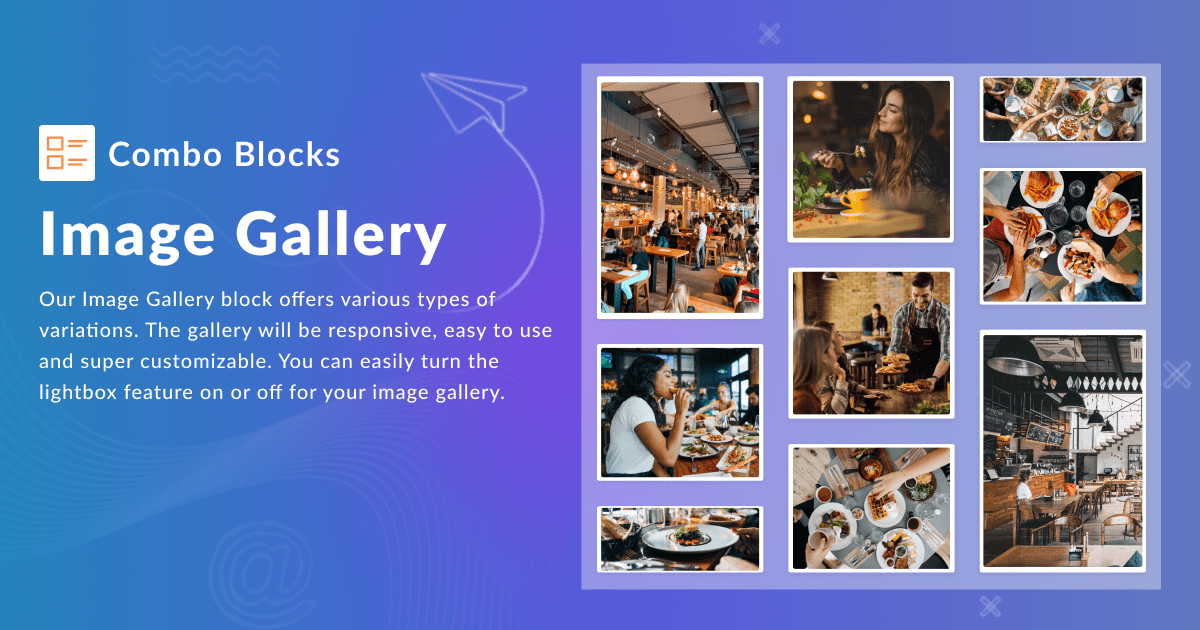 Combo Blocks
Image Gallery
Our Image Gallery block offers various types of
variations. The gallery will be responsive, easy to use
and super customizable. You can easily turn the
lightbox feature on or off for your image gallery.